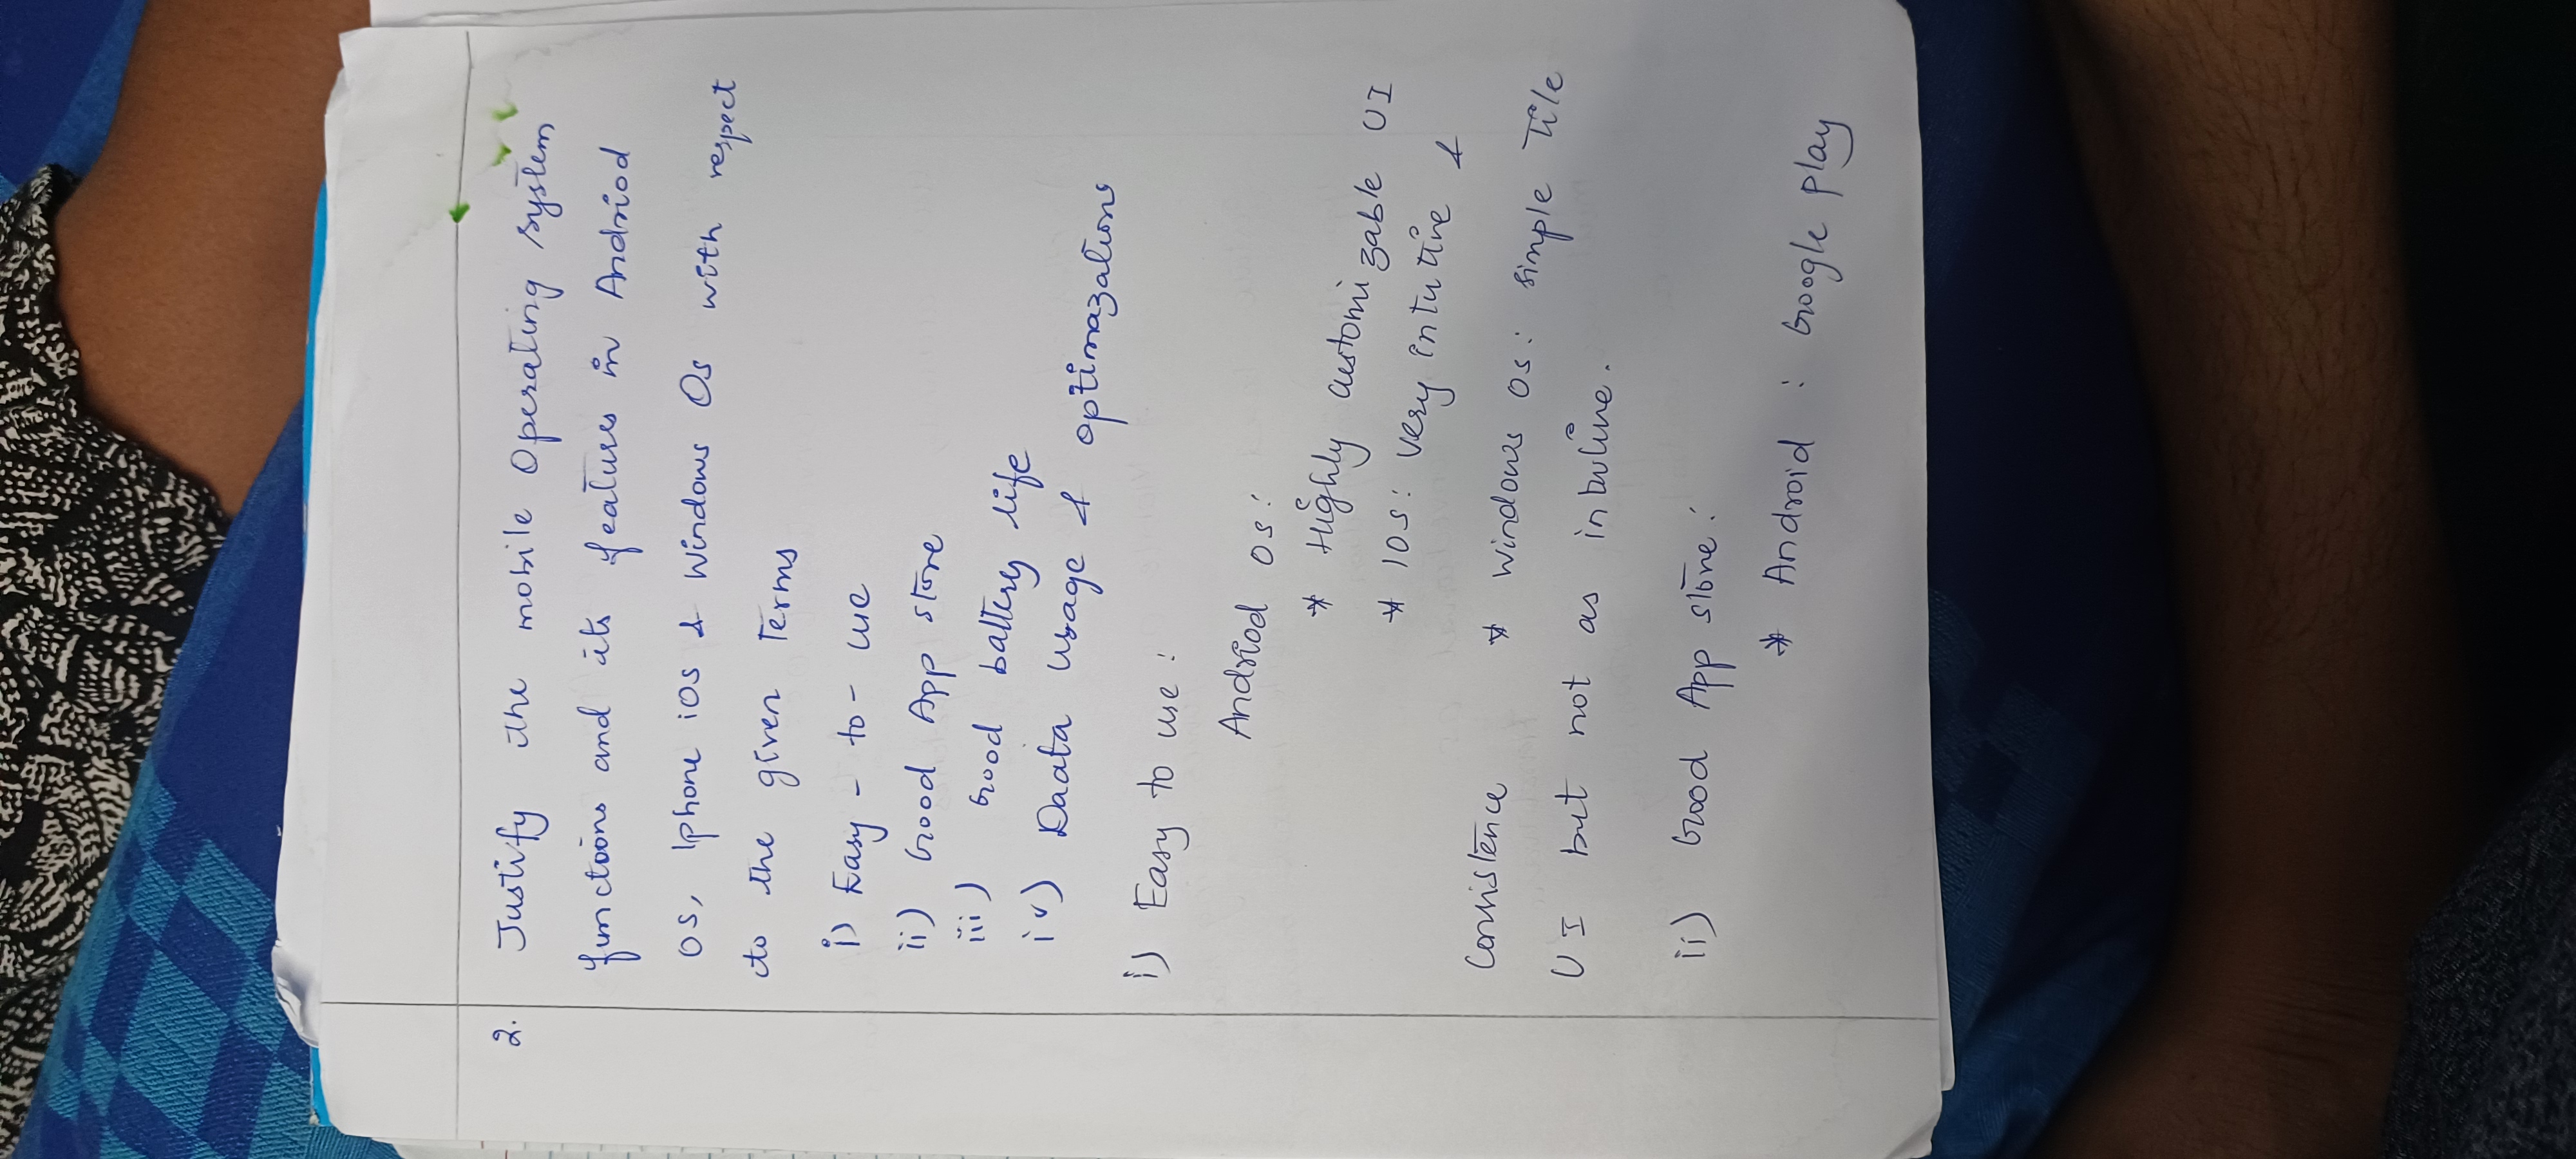 2. Justify the mobile Operating system
functoons and its features in Andriod
OS, Iphone iOS & Windows Os with respect
to the given Terms
i) Easy - to - use
ii) Good App store
iii) Good battery life
iv) Daata usage & optimazations
i) Easy to use :
Andriod OS :
* Highly customizable UI
* IOS : very intutive &
Consistence * Windows OS : simple Tile
UI but not as intutive.
ii) Good App store :
* Android : Google play